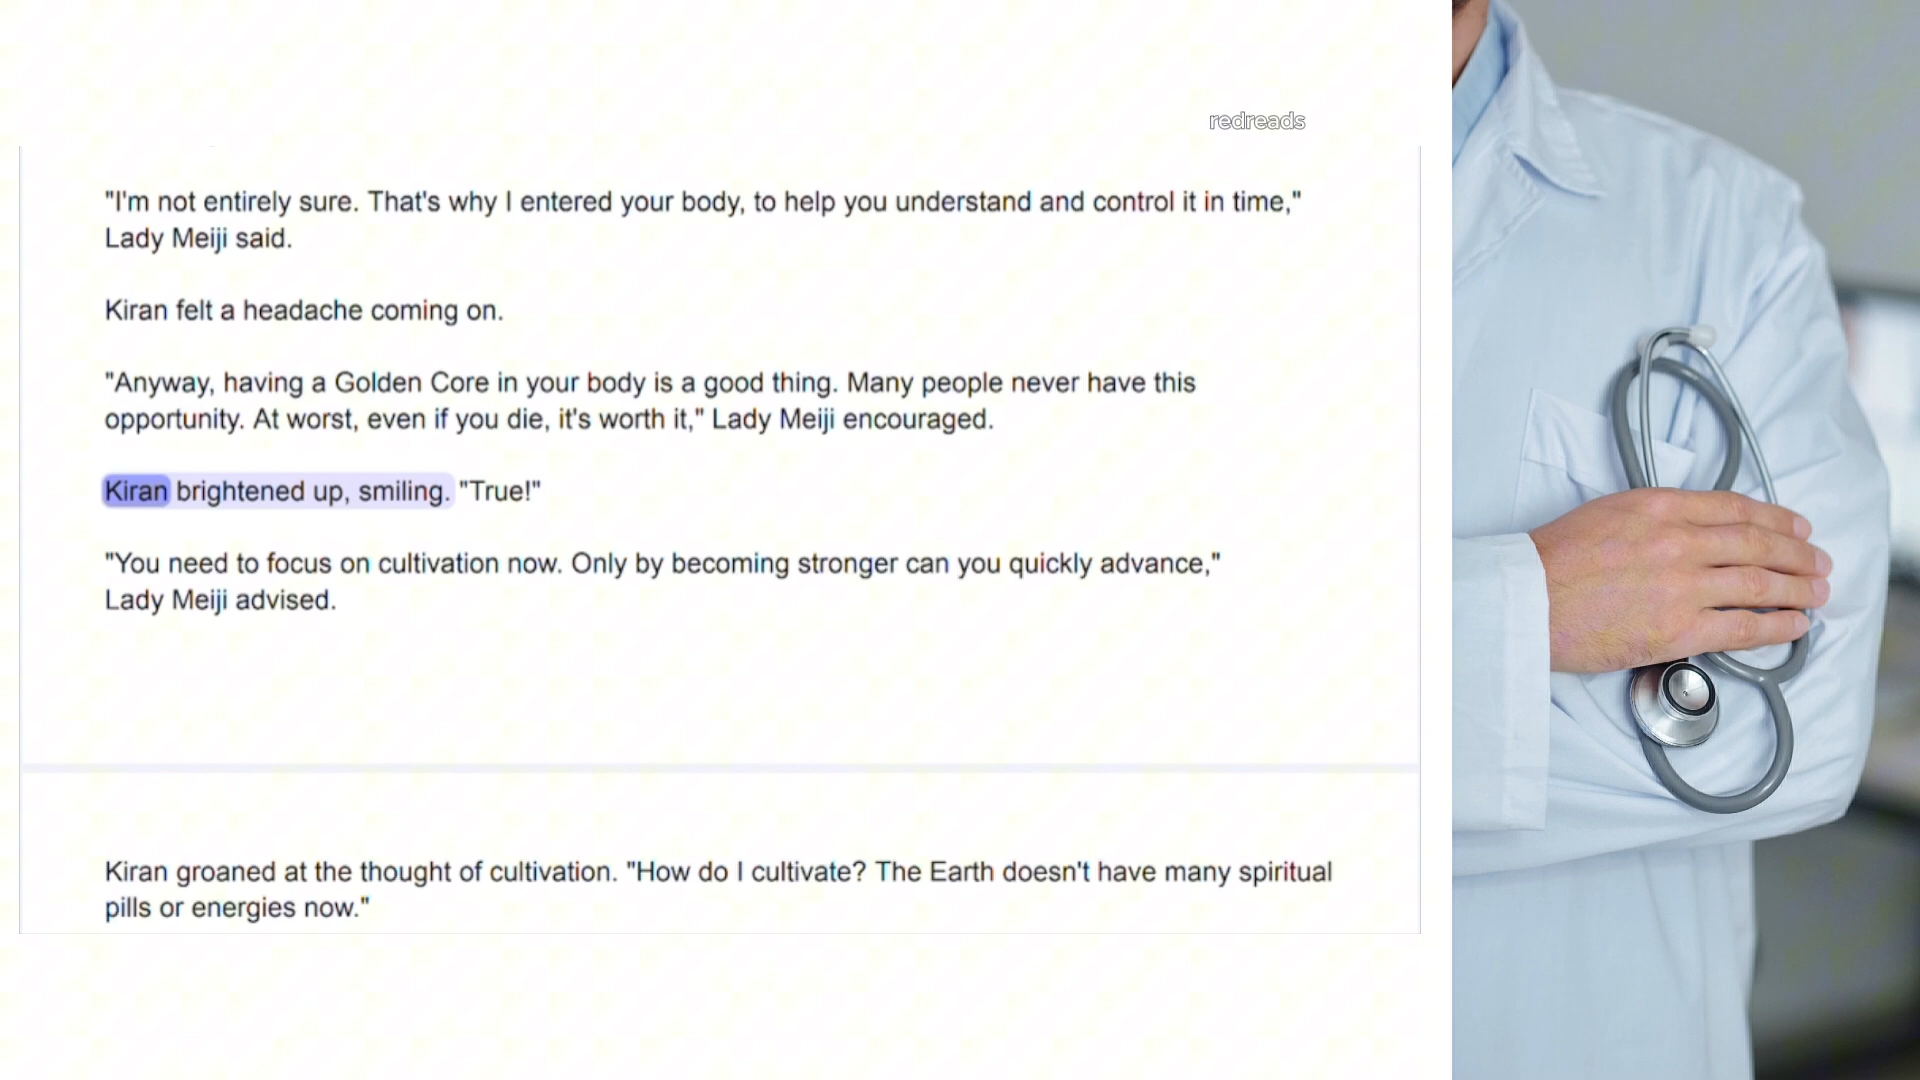 redreads
"I'm not entirely sure. That's why I entered your body, to help you understand and control it in time,"
Lady Meiji said.
Kiran felt a headache coming on.
"Anyway, having a Golden Core in your body is a good thing. Many people never have this
opportunity. At worst, even if you die, it's worth it," Lady Meiji encouraged.
Kiran brightened up, smiling. "True!"
"You need to focus on cultivation now. Only by becoming stronger can you quickly advance,"
Lady Meiji advised.
Kiran groaned at the thought of cultivation. "How do I cultivate? The Earth doesn't have many spiritual
pills or energies now."